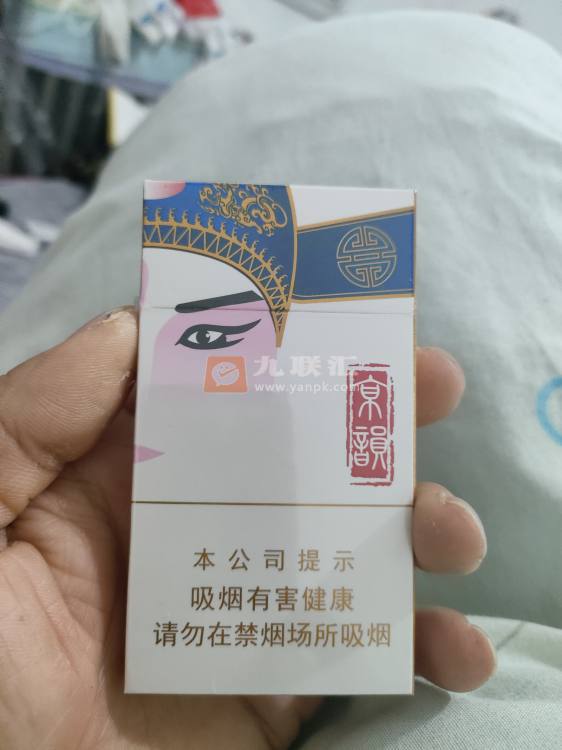 九联汇
www.yanpk.com
京韻
本公司提示
吸烟有害健康
请勿在禁烟场所吸烟